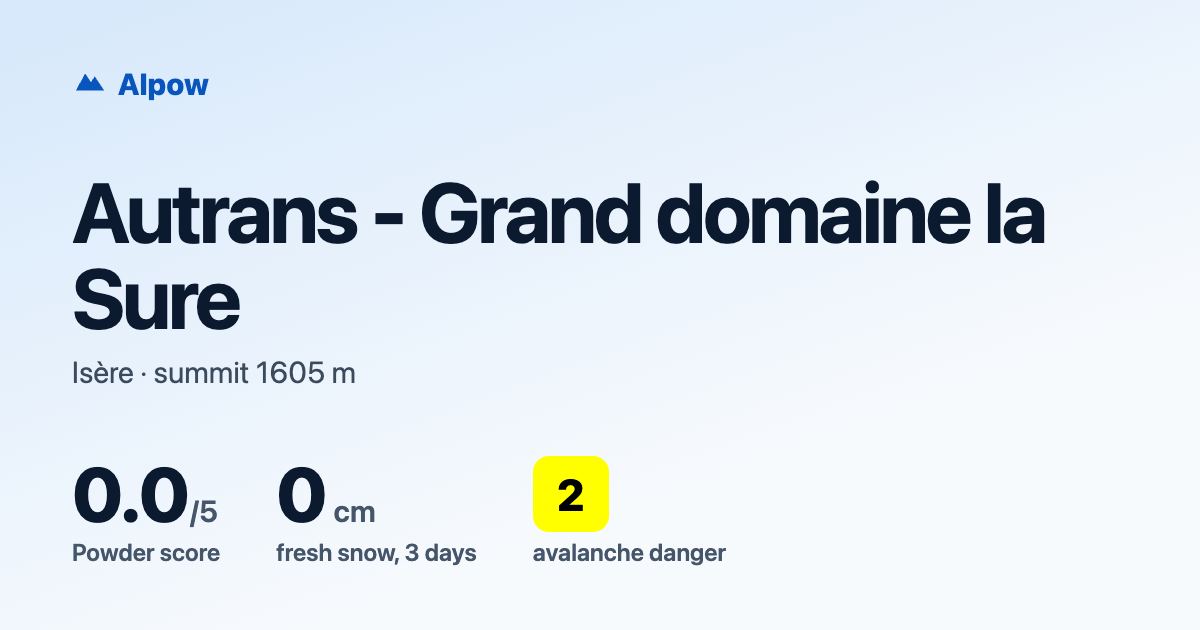 Alpow
Autrans - Grand domaine la
Sure
Isère · summit 1605 m
0.0/5
Powder score
0 cm
fresh snow, 3 days
2
avalanche danger